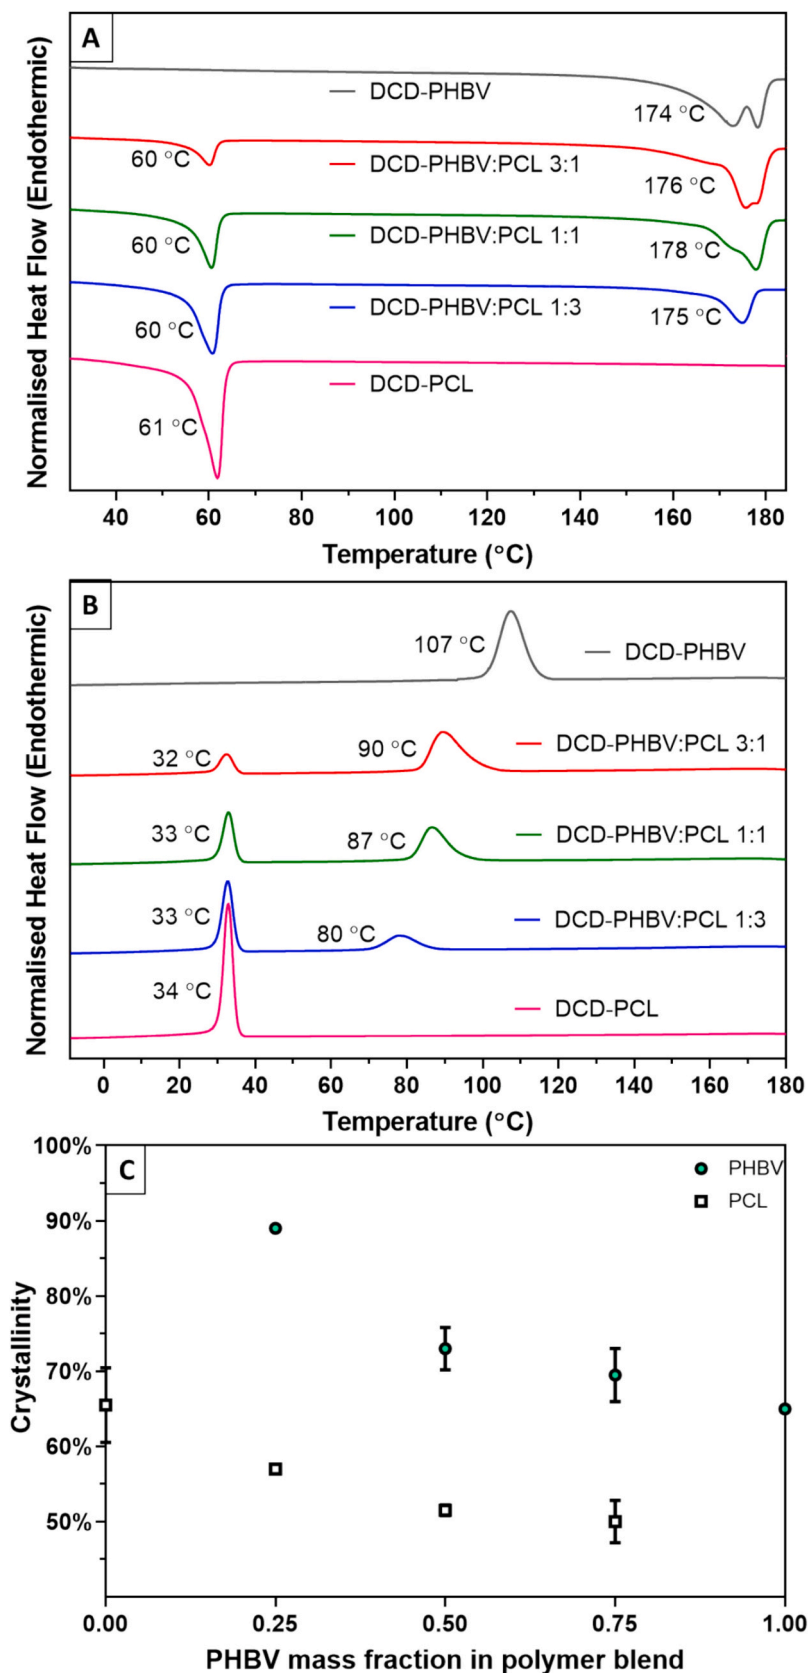 A
Normalised Heat Flow (Endothermic)
DCD-PHBV
174 °C
60 °C
DCD-PHBV:PCL 3:1
176 °C
60 °C
DCD-PHBV:PCL 1:1
178 °C
60 °C
DCD-PHBV:PCL 1:3
175 °C
61 °C
DCD-PCL
40 60 80 100 120 140 160 180
Temperature (°C)
B
Normalised Heat Flow (Endothermic)
107 °C
DCD-PHBV
32 °C
90 °C
DCD-PHBV:PCL 3:1
33 °C
87 °C
DCD-PHBV:PCL 1:1
33 °C
80 °C
DCD-PHBV:PCL 1:3
34 °C
DCD-PCL
0 20 40 60 80 100 120 140 160 180
Temperature (°C)
C
Crystallinity
100%
90%
80%
70%
60%
50%
PHBV
PCL
0.00 0.25 0.50 0.75 1.00
PHBV mass fraction in polymer blend